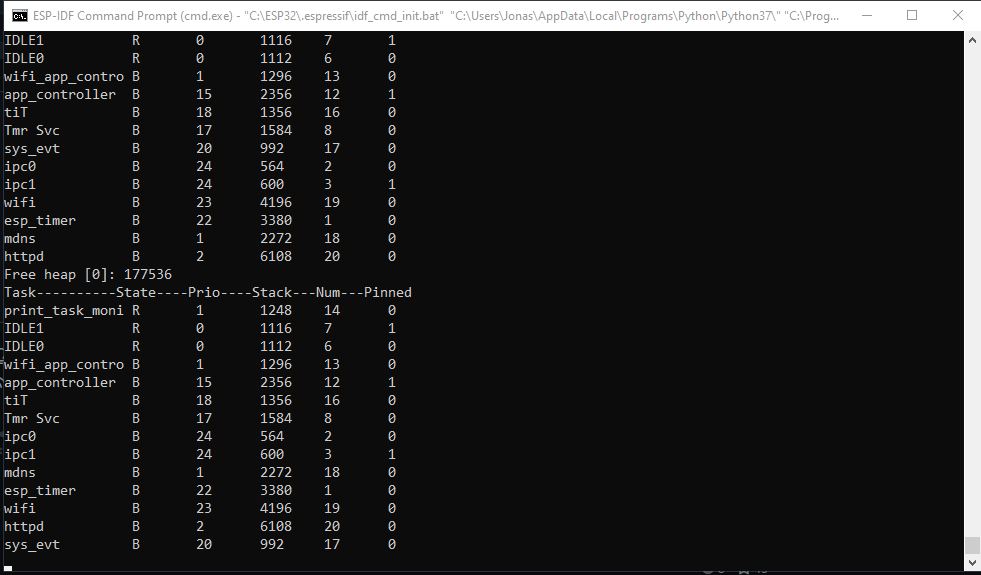 ESP-IDF Command Prompt (cmd.exe) - "C:\ESP32\.espressif\idf_cmd_init.bat" "C:\Users\Jonas\AppData\Local\Programs\Python\Python37\" "C:\Prog...
IDLE1 R 0 1116 7 1
IDLE0 R 0 1112 6 0
wifi_app_contro B 1 1296 13 0
app_controller B 15 2356 12 1
tiT B 18 1356 16 0
Tmr Svc B 17 1584 8 0
sys_evt B 20 992 17 0
ipc0 B 24 564 2 0
ipc1 B 24 600 3 1
wifi B 23 4196 19 0
esp_timer B 22 3380 1 0
mdns B 1 2272 18 0
httpd B 2 6108 20 0
Free heap [0]: 177536
Task----------State----Prio----Stack---Num---Pinned
print_task_moni R 1 1248 14 0
IDLE1 R 0 1116 7 1
IDLE0 R 0 1112 6 0
wifi_app_contro B 1 1296 13 0
app_controller B 15 2356 12 1
tiT B 18 1356 16 0
Tmr Svc B 17 1584 8 0
ipc0 B 24 564 2 0
ipc1 B 24 600 3 1
mdns B 1 2272 18 0
esp_timer B 22 3380 1 0
wifi B 23 4196 19 0
httpd B 2 6108 20 0
sys_evt B 20 992 17 0